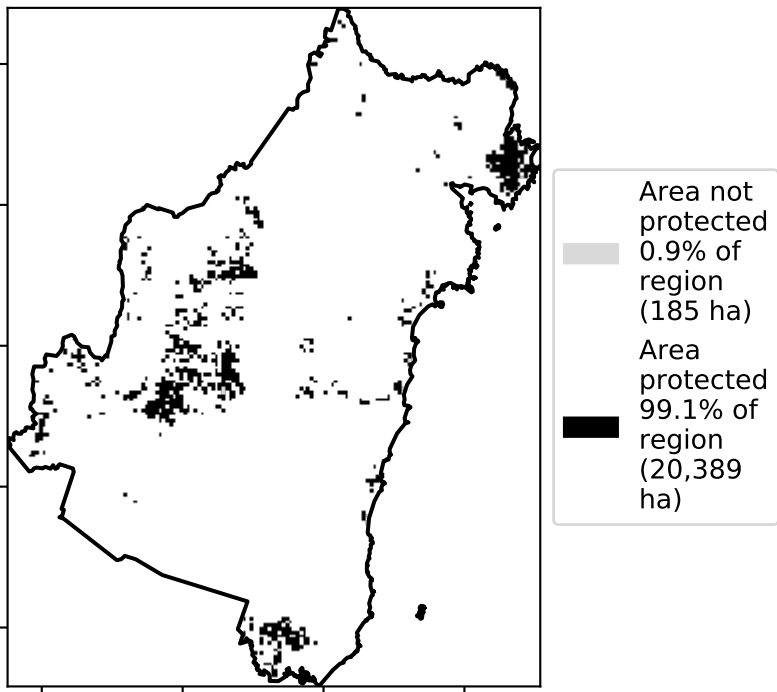 Area not
protected
0.9% of
region
(185 ha)
Area
protected
99.1% of
region
(20,389
ha)